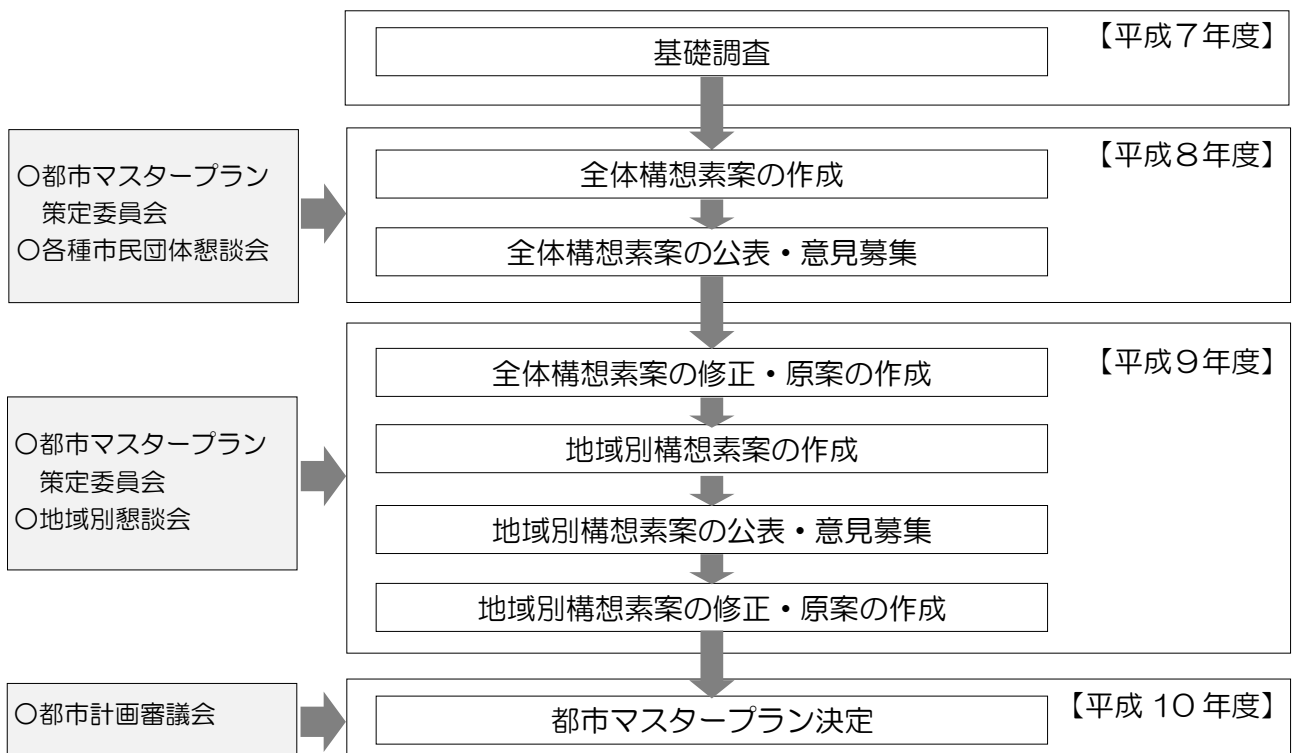 基礎調査
【平成７年度】
〇都市マスタープラン
策定委員会
〇各種市民団体懇談会
【平成８年度】
全体構想素案の作成
全体構想素案の公表・意見募集
〇都市マスタープラン
策定委員会
〇地域別懇談会
【平成９年度】
全体構想素案の修正・原案の作成
地域別構想素案の作成
地域別構想素案の公表・意見募集
地域別構想素案の修正・原案の作成
〇都市計画審議会
都市マスタープラン決定
【平成 １０ 年度】